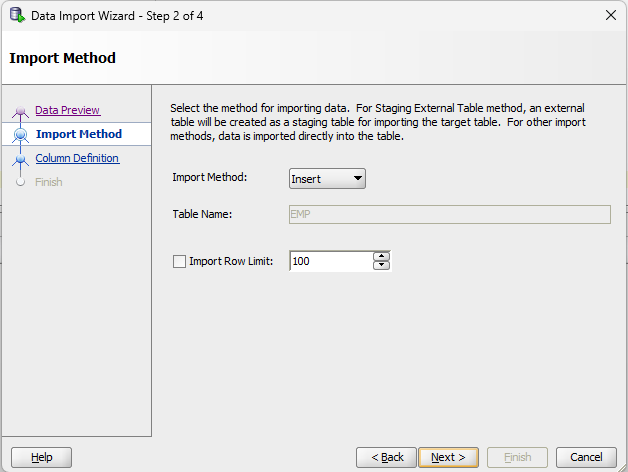 Data Import Wizard - Step 2 of 4
Import Method
Data Preview
Import Method
Column Definition
Finish
Select the method for importing data.  For Staging External Table method, an external
table will be created as a staging table for importing the target table.  For other import
methods, data is imported directly into the table.
Import Method: Insert
Table Name: EMP
Import Row Limit: 100
Help < Back Next > Finish Cancel